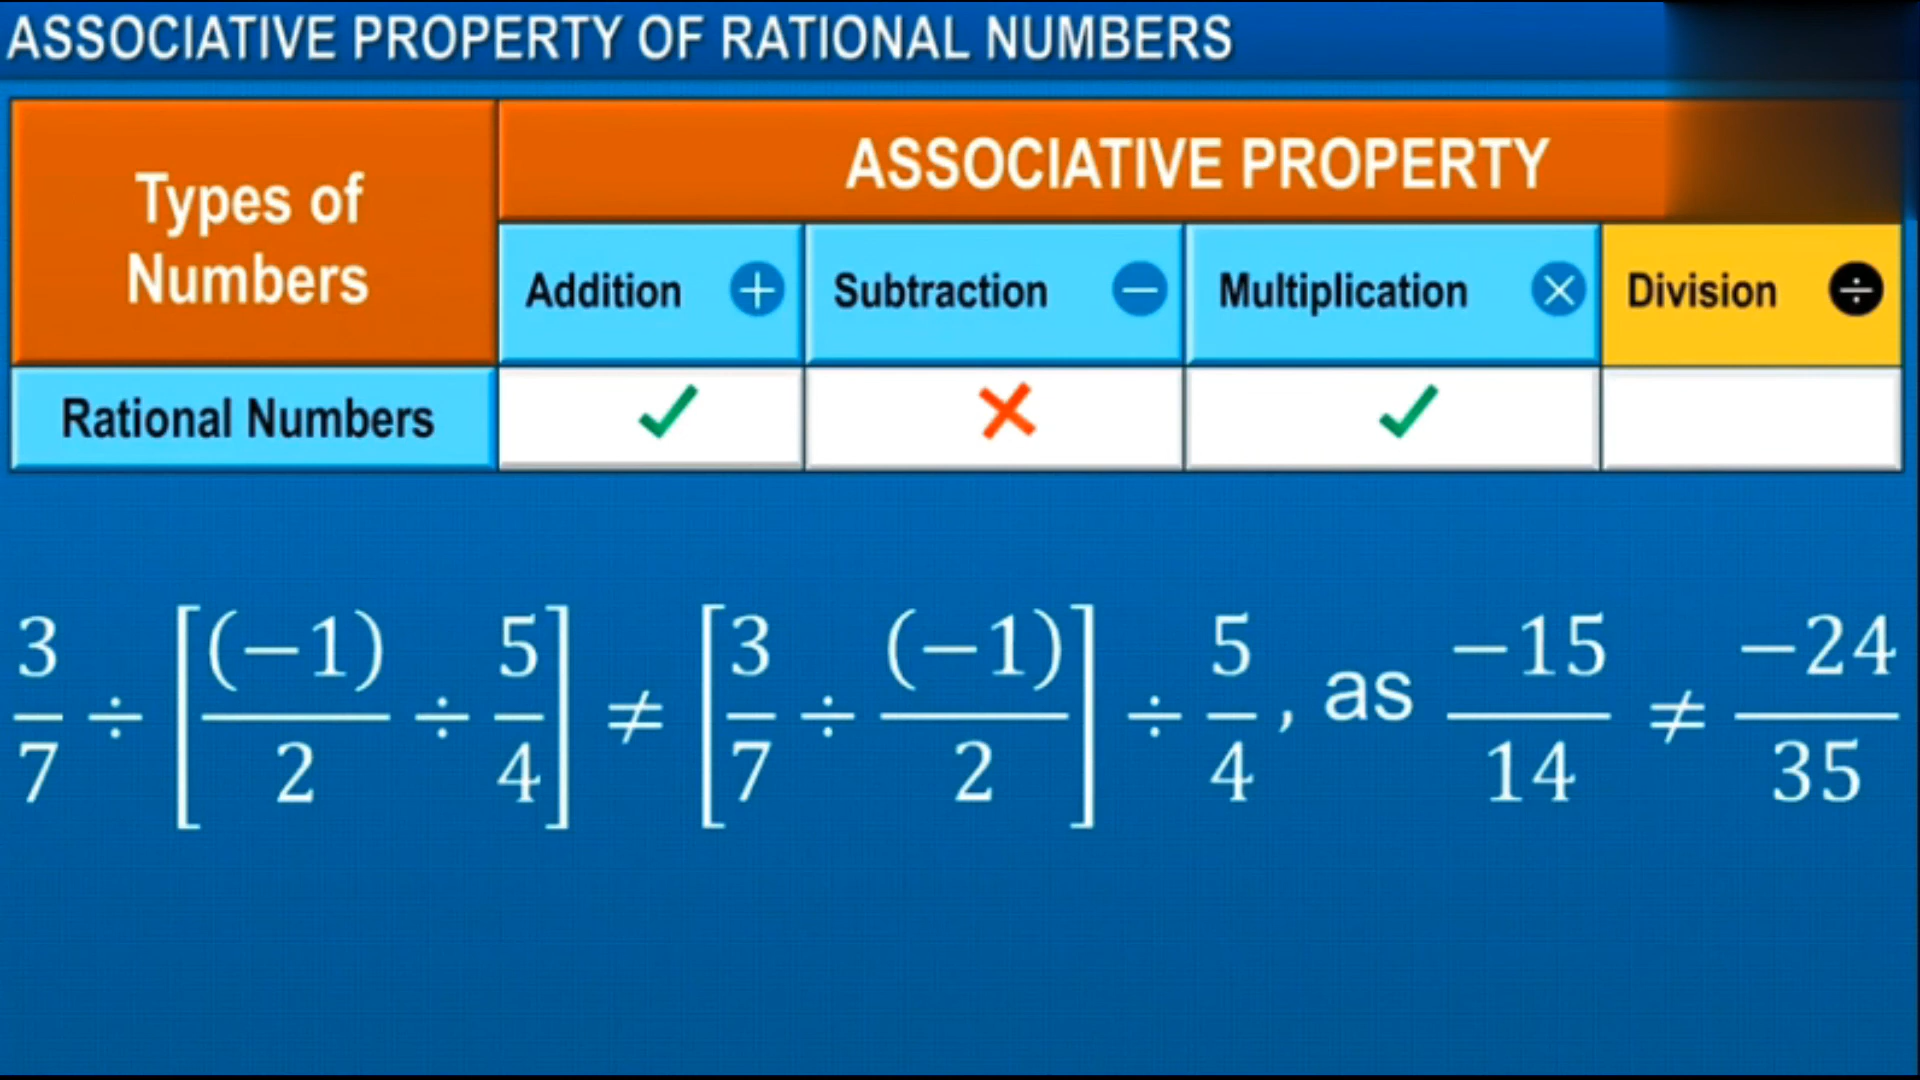 ASSOCIATIVE PROPERTY OF RATIONAL NUMBERS
Types of
Numbers
ASSOCIATIVE PROPERTY
Addition +
Subtraction −
Multiplication ×
Division ÷
Rational Numbers ✓ ✗ ✓
3/7 ÷ [(−1)/2 ÷ 5/4] ≠ [3/7 ÷ (−1)/2] ÷ 5/4, as −15/14 ≠ −24/35